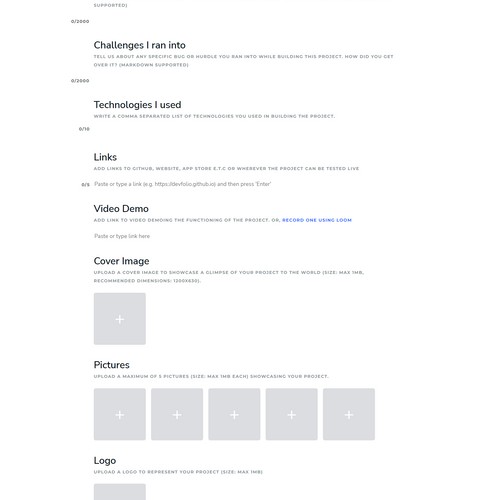 SUPPORTED)
0/2000
Challenges I ran into
TELL US ABOUT ANY SPECIFIC BUG OR HURDLE YOU RAN INTO WHILE BUILDING THIS PROJECT. HOW DID YOU GET
OVER IT? (MARKDOWN SUPPORTED)
0/2000
Technologies I used
WRITE A COMMA SEPARATED LIST OF TECHNOLOGIES YOU USED IN BUILDING THE PROJECT.
0/10
Links
ADD LINKS TO GITHUB, WEBSITE, APP STORE E.T.C OR WHEREVER THE PROJECT CAN BE TESTED LIVE
0/5 Paste or type a link (e.g. https://devfolio.github.io) and then press 'Enter'
Video Demo
ADD LINK TO VIDEO DEMOING THE FUNCTIONING OF THE PROJECT. OR, RECORD ONE USING LOOM
Paste or type link here
Cover Image
UPLOAD A COVER IMAGE TO SHOWCASE A GLIMPSE OF YOUR PROJECT TO THE WORLD (SIZE: MAX 1MB,
RECOMMENDED DIMENSIONS: 1200X630).
Pictures
UPLOAD A MAXIMUM OF 5 PICTURES (SIZE: MAX 1MB EACH) SHOWCASING YOUR PROJECT.
Logo
UPLOAD A LOGO TO REPRESENT YOUR PROJECT (SIZE: MAX 1MB)